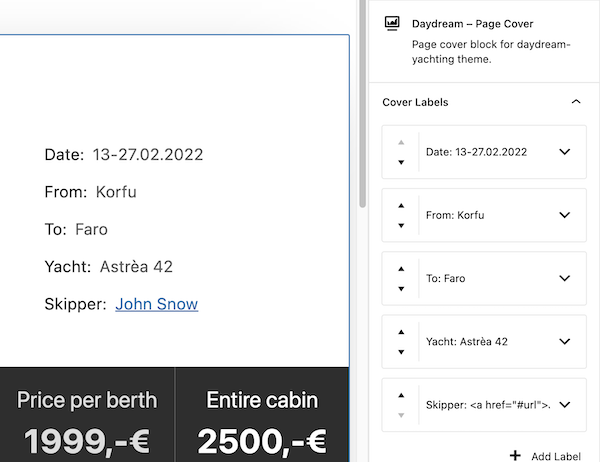 Date: 13-27.02.2022
From: Korfu
To: Faro
Yacht: Astrèa 42
Skipper: John Snow
Price per berth
1999,-€
Entire cabin
2500,-€
Daydream – Page Cover
Page cover block for daydream-
yachting theme.
Cover Labels
Date: 13-27.02.2022
From: Korfu
To: Faro
Yacht: Astrèa 42
Skipper: <a href="#url">.
Add Label